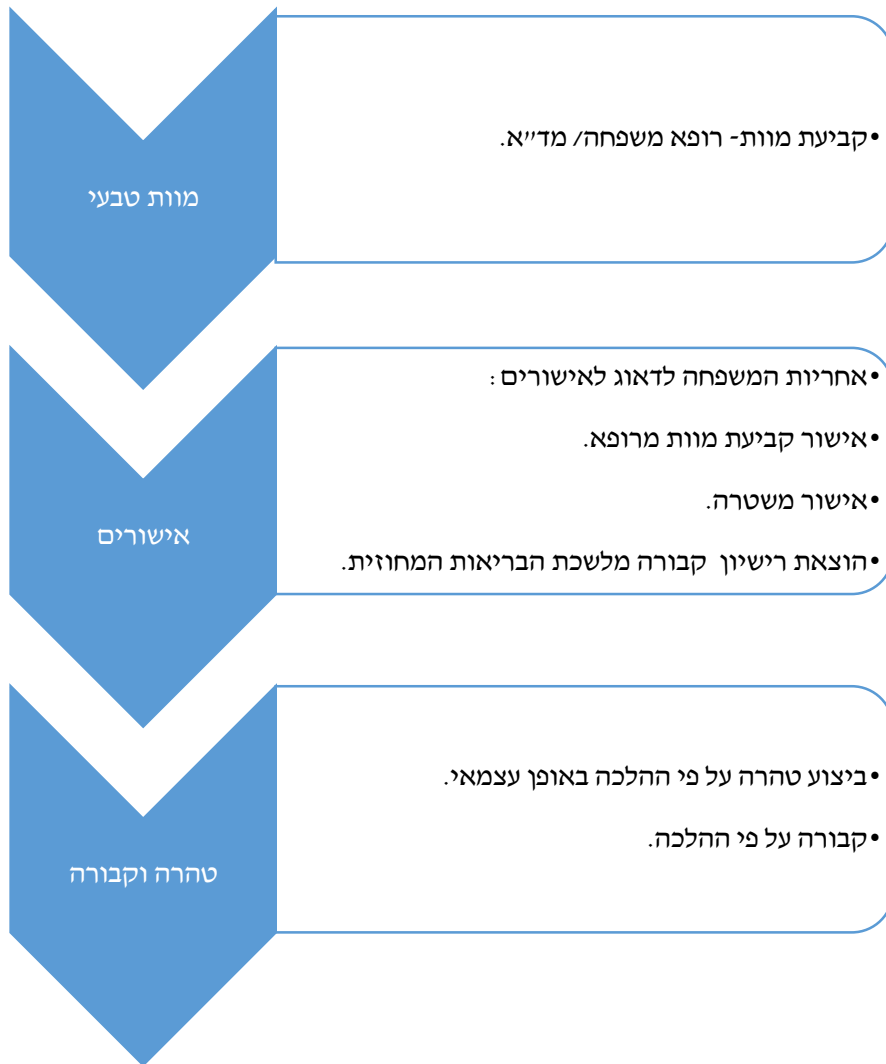 מוות טבעי
•קביעת מוות- רופא משפחה/ מד״א.
אישורים
•אחריות המשפחה לדאוג לאישורים:
•אישור קביעת מוות מרופא.
•אישור משטרה.
•הוצאת רישיון קבורה מלשכת הבריאות המחוזית.
טהרה וקבורה
•ביצוע טהרה על פי ההלכה באופן עצמאי.
•קבורה על פי ההלכה.